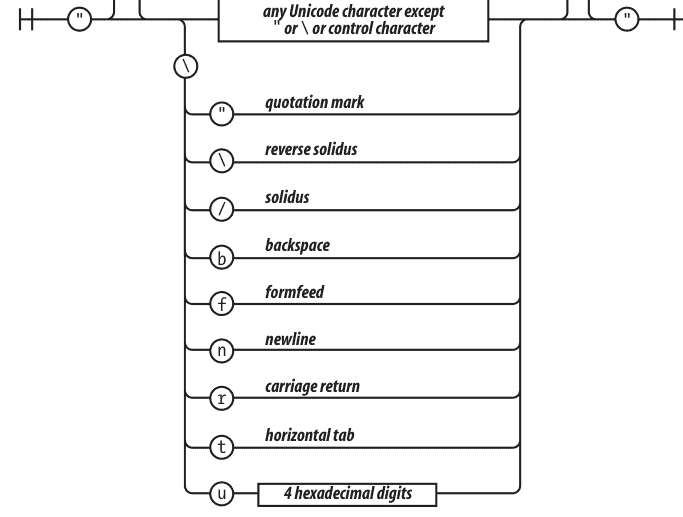 any Unicode character except
" or \ or control character
" "
\
" quotation mark
\ reverse solidus
/ solidus
b backspace
f formfeed
n newline
r carriage return
t horizontal tab
u 4 hexadecimal digits